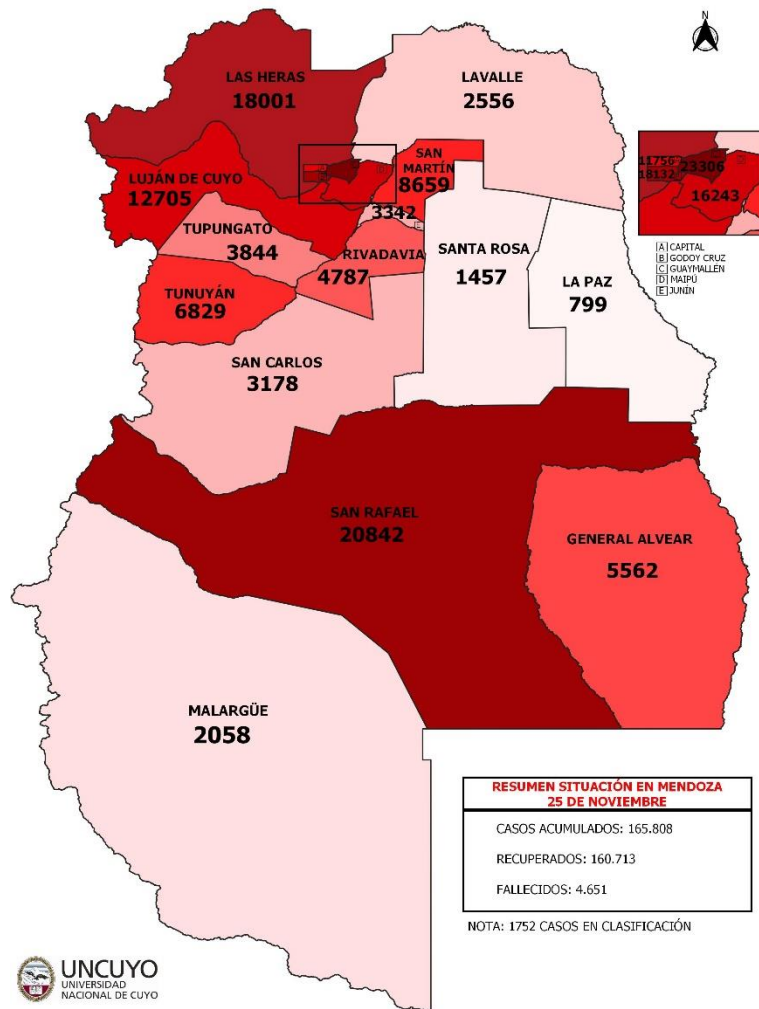 N
LAS HERAS
18001
LAVALLE
2556
SAN
MARTÍN
8659
LUJÁN DE CUYO
12705
3342
TUPUNGATO
3844
RIVADAVIA
4787
SANTA ROSA
1457
LA PAZ
799
TUNUYÁN
6829
SAN CARLOS
3178
11756
18132
23306
16243
A CAPITAL
B GODOY CRUZ
C GUAYMALLEN
D MAIPÚ
E JUNÍN
SAN RAFAEL
20842
GENERAL ALVEAR
5562
MALARGÜE
2058
RESUMEN SITUACIÓN EN MENDOZA
25 DE NOVIEMBRE
CASOS ACUMULADOS: 165.808
RECUPERADOS: 160.713
FALLECIDOS: 4.651
NOTA: 1752 CASOS EN CLASIFICACIÓN
UNCUYO
UNIVERSIDAD
NACIONAL DE CUYO